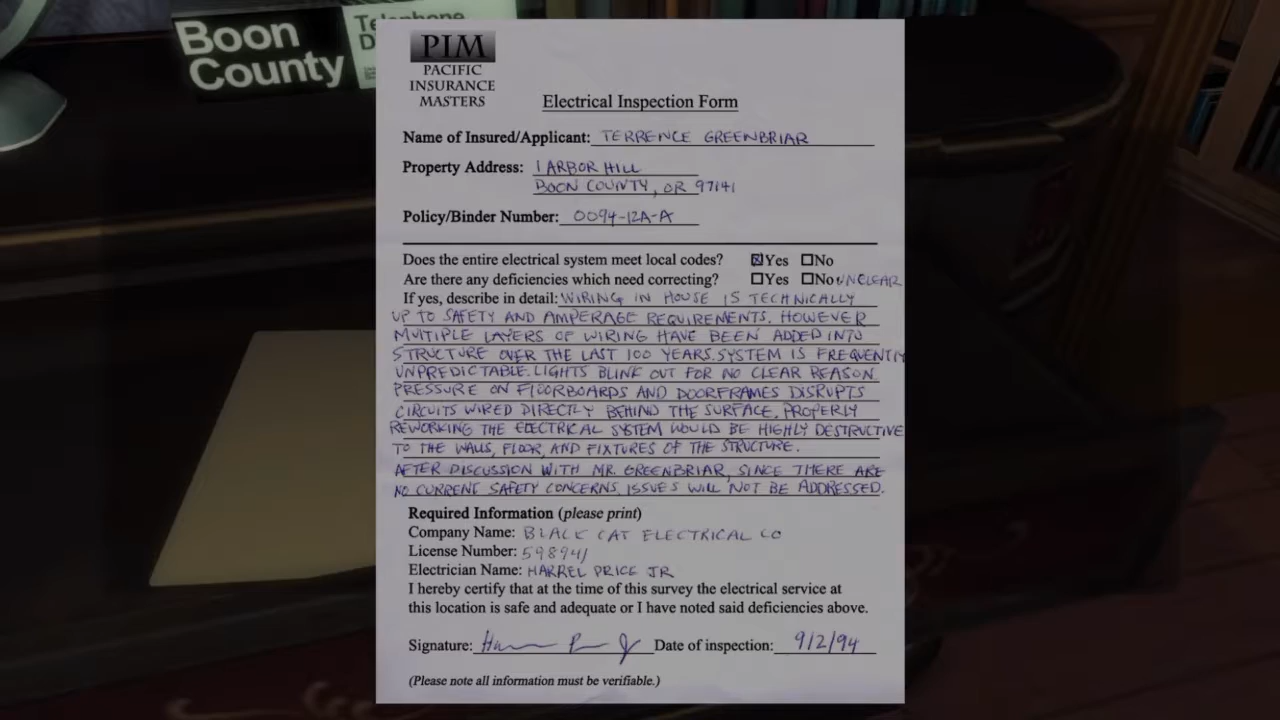 Boon
County
Telephone
PIM
PACIFIC
INSURANCE
MASTERS
Electrical Inspection Form
Name of Insured/Applicant: TERRENCE GREENBRIAR
Property Address: 1 ARBOR HILL
BOON COUNTY, OR 97141
Policy/Binder Number: 0094-12A-A
Does the entire electrical system meet local codes? ☒Yes ☐No
Are there any deficiencies which need correcting? ☐Yes ☐No UNCLEAR
If yes, describe in detail: WIRING IN HOUSE IS TECHNICALLY
UP TO SAFETY AND AMPERAGE REQUIREMENTS. HOWEVER
MULTIPLE LAYERS OF WIRING HAVE BEEN ADDED INTO
STRUCTURE OVER THE LAST 100 YEARS. SYSTEM IS FREQUENTLY
UNPREDICTABLE. LIGHTS BLINK OUT FOR NO CLEAR REASON.
PRESSURE ON FLOORBOARDS AND DOORFRAMES DISRUPTS
CIRCUITS WIRED DIRECTLY BEHIND THE SURFACE. PROPERLY
REWORKING THE ELECTRICAL SYSTEM WOULD BE HIGHLY DESTRUCTIVE
TO THE WALLS, FLOOR, AND FIXTURES OF THE STRUCTURE.
AFTER DISCUSSION WITH MR. GREENBRIAR, SINCE THERE ARE
NO CURRENT SAFETY CONCERNS, ISSUES WILL NOT BE ADDRESSED.
Required Information (please print)
Company Name: BLACK CAT ELECTRICAL CO
License Number: 598941
Electrician Name: HARREL PRICE JR
I hereby certify that at the time of this survey the electrical service at
this location is safe and adequate or I have noted said deficiencies above.
Signature: Date of inspection: 9/2/94
(Please note all information must be verifiable.)